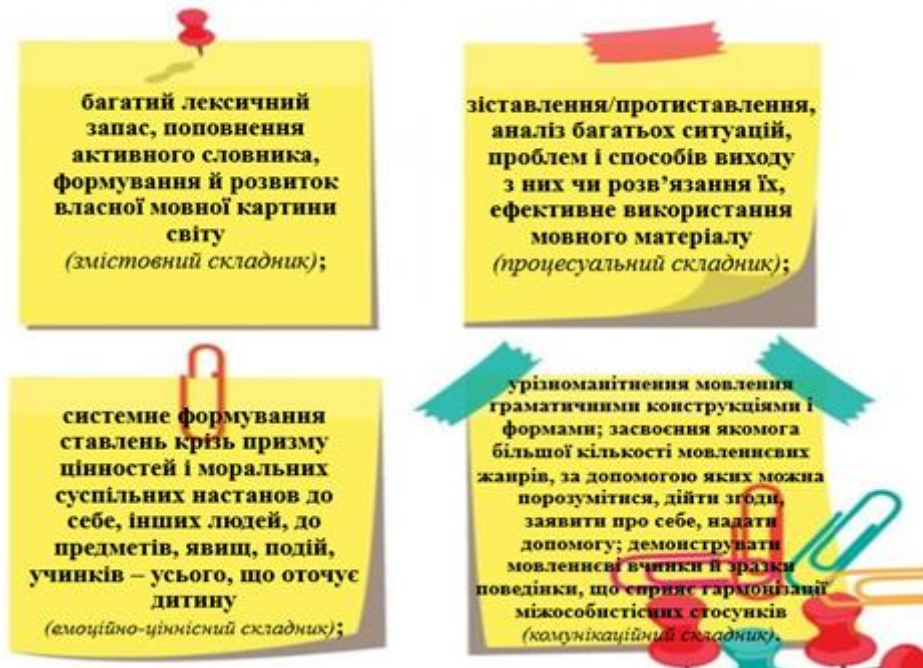 багатий лексичний
запас, поповнення
активного словника,
формування й розвиток
власної мовної картини
світу
(змістовний складник);
зіставлення/протиставлення,
аналіз багатьох ситуацій,
проблем і способів виходу
з них чи розв’язання їх,
ефективне використання
мовного матеріалу
(процесуальний складник);
системне формування
ставлень крізь призму
цінностей і моральних
суспільних настанов до
себе, інших людей, до
предметів, явищ, подій,
учинків – усього, що оточує
дитину
(емоційно-ціннісний складник);
урізноманітнення мовлення
граматичними конструкціями і
формами; засвоєння якомога
більшої кількості мовленнєвих
жанрів, за допомогою яких можна
порозумітися, дійти згоди,
заявити про себе, надати
допомогу; демонструвати
мовленнєві вчинки й зразки
поведінки, що сприяє гармонізації
міжособистісних стосунків
(комунікаційний складник).